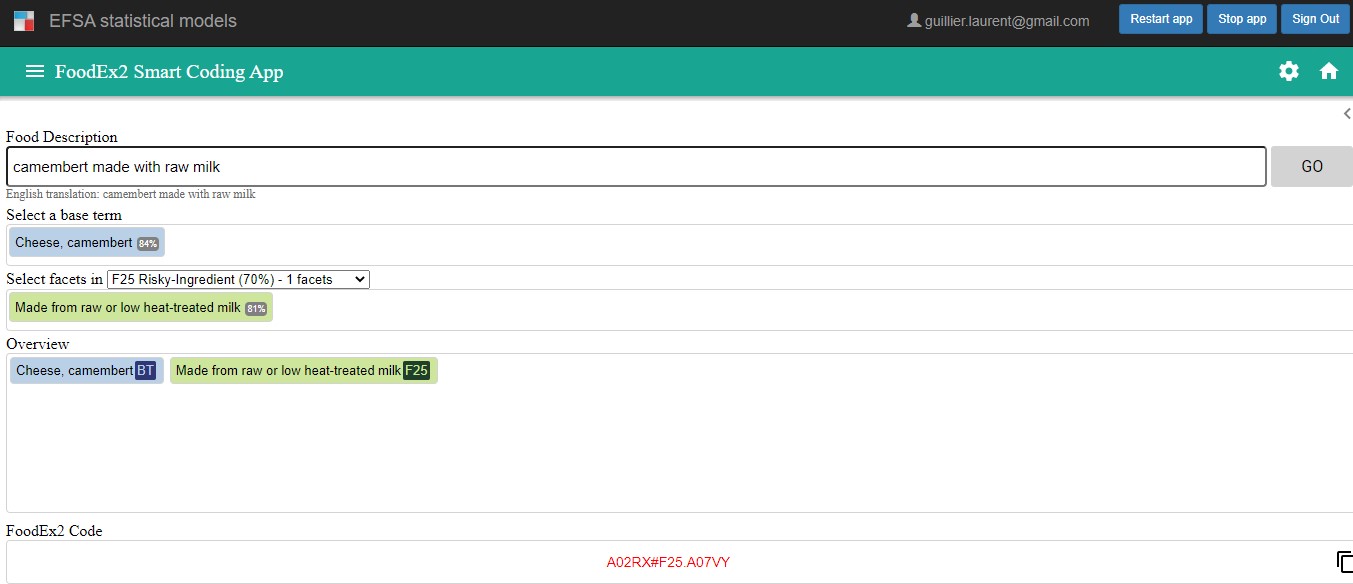 EFSA statistical models guillier.laurent@gmail.com Restart app Stop app Sign Out
FoodEx2 Smart Coding App
Food Description
camembert made with raw milk GO
English translation: camembert made with raw milk
Select a base term
Cheese, camembert 84%
Select facets in F25 Risky-Ingredient (70%) - 1 facets
Made from raw or low heat-treated milk 81%
Overview
Cheese, camembert BT Made from raw or low heat-treated milk F25
FoodEx2 Code
A02RX#F25.A07VY